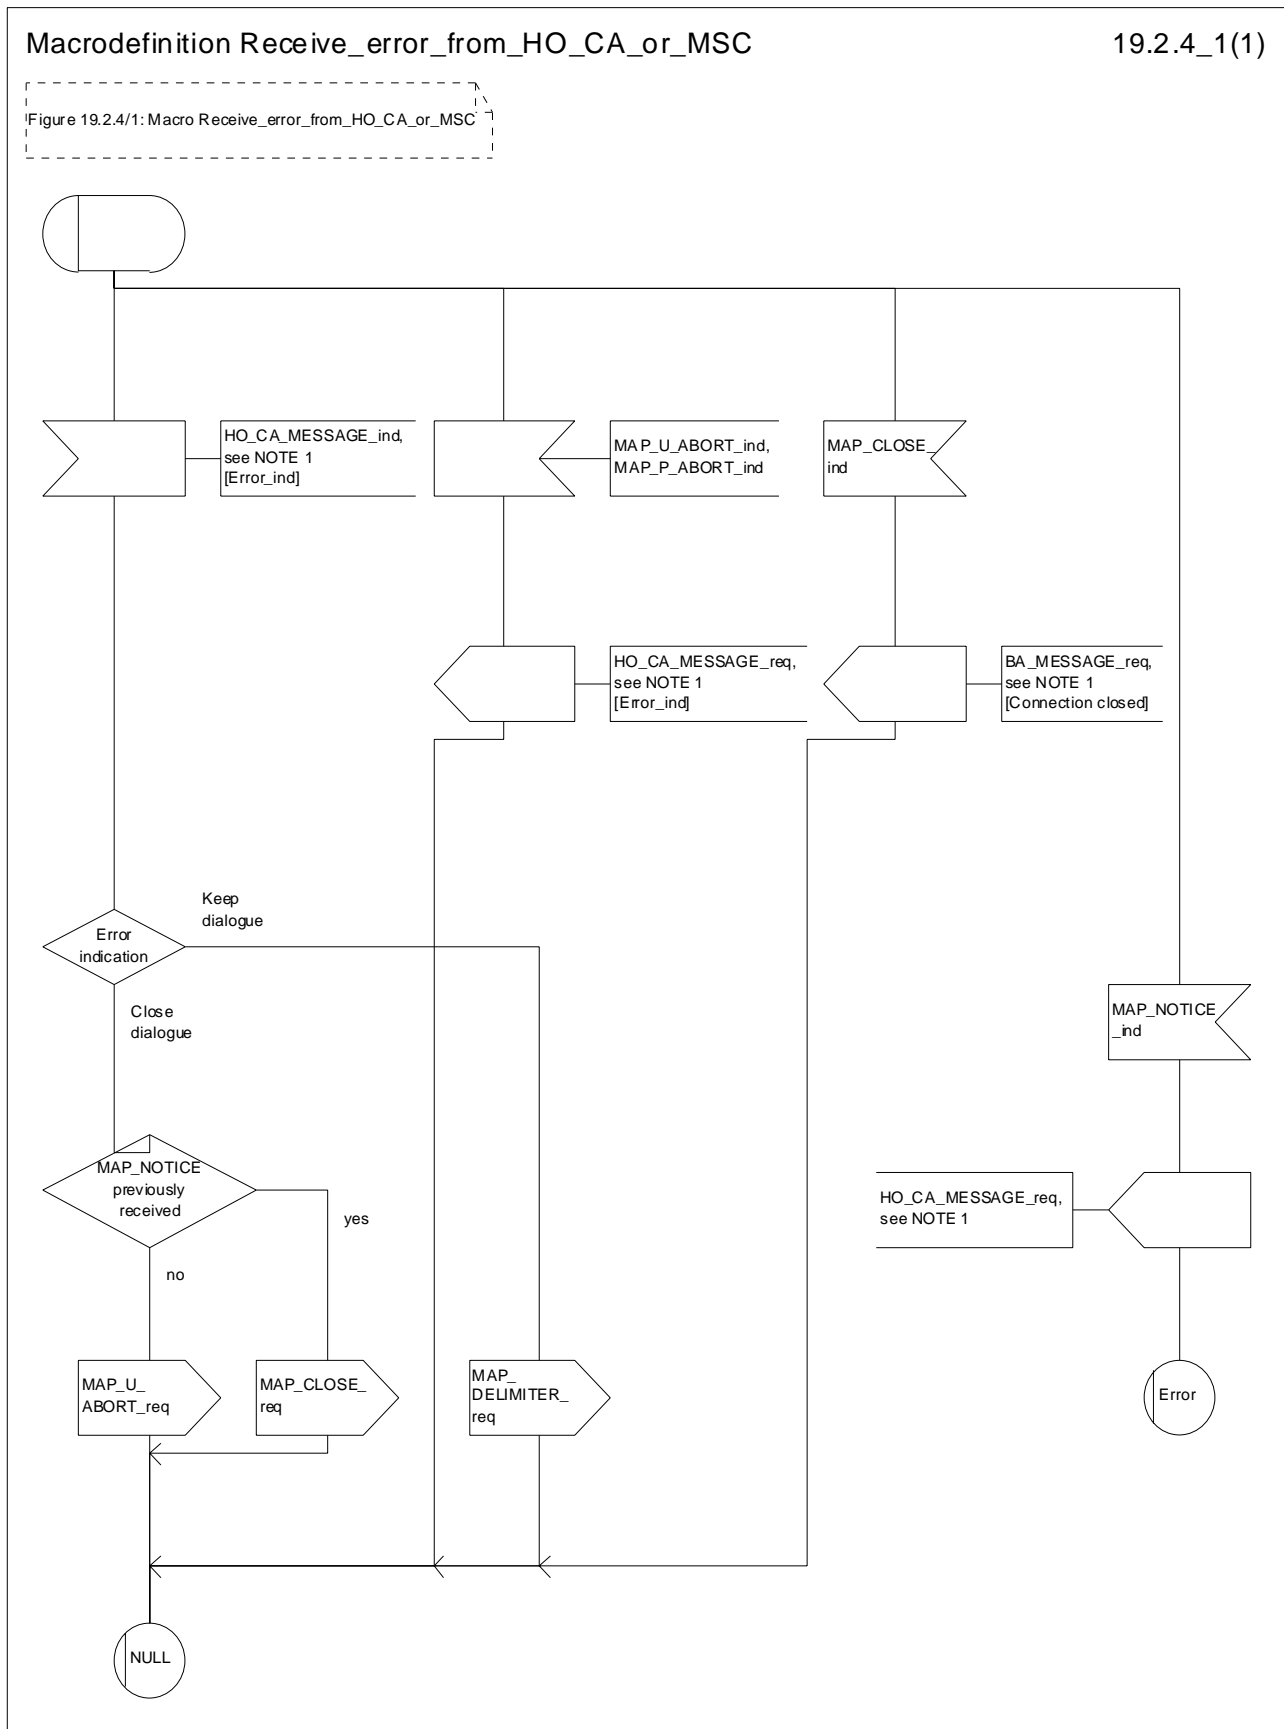 Macrodefinition Receive_error_from_HO_CA_or_MSC
19.2.4_1(1)
Figure 19.2.4/1: Macro Receive_error_from_HO_CA_or_MSC
HO_CA_MESSAGE_ind,
see NOTE 1
[Error_ind]
MAP_U_ABORT_ind,
MAP_P_ABORT_ind
MAP_CLOSE_
ind
HO_CA_MESSAGE_req,
see NOTE 1
[Error_ind]
BA_MESSAGE_req,
see NOTE 1
[Connection closed]
Keep
dialogue
Error
indication
Close
dialogue
MAP_NOTICE
_ind
MAP_NOTICE
previously
received
yes
no
HO_CA_MESSAGE_req,
see NOTE 1
MAP_U_
ABORT_req
MAP_CLOSE_
req
MAP_
DELIMITER_
req
Error
NULL